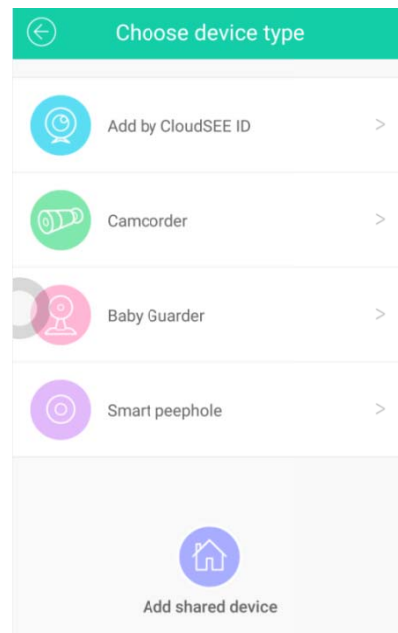 Choose device type
Add by CloudSEE ID
Camcorder
Baby Guarder
Smart peephole
Add shared device